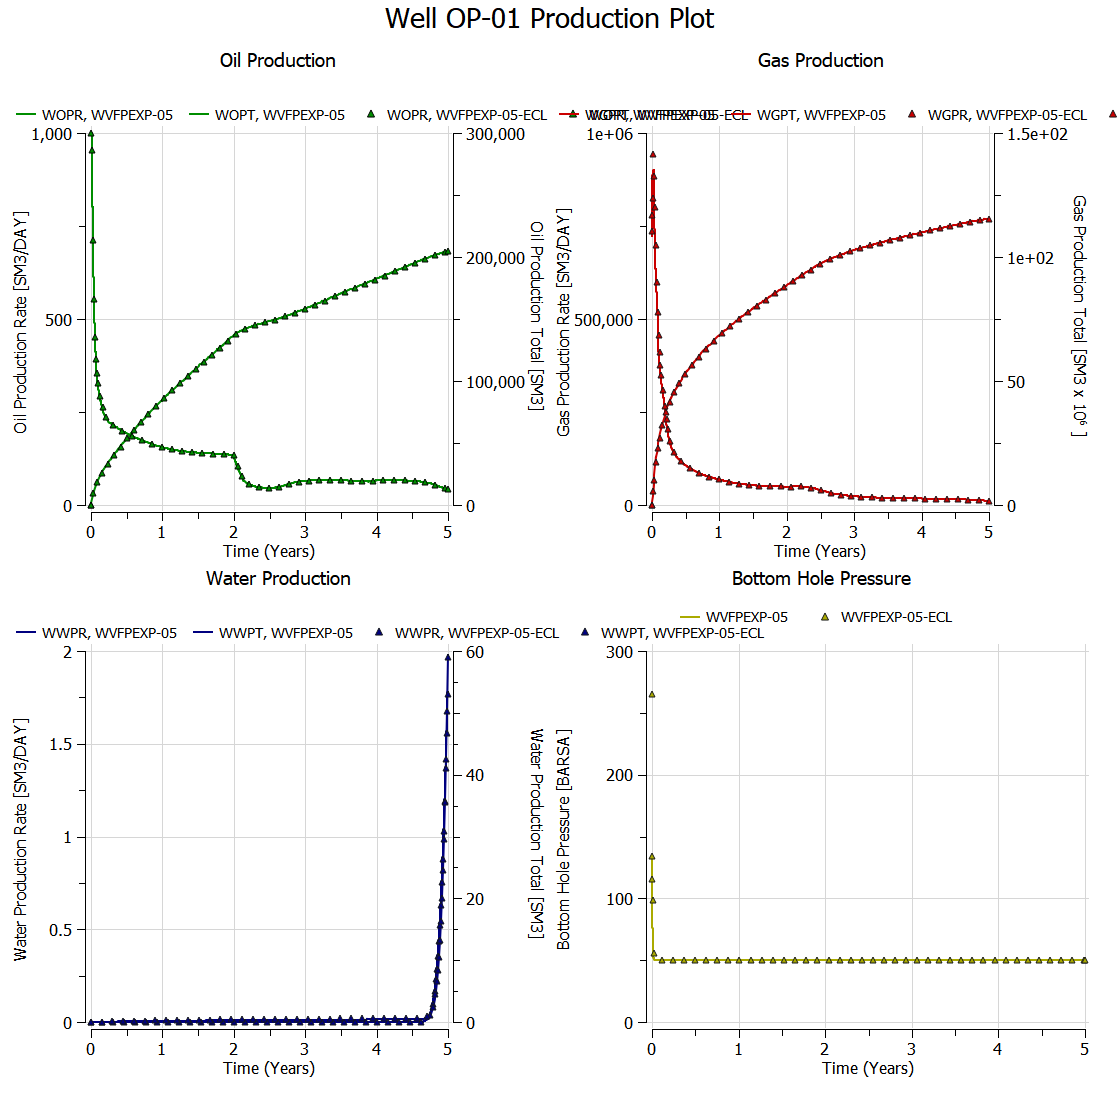 Well OP-01 Production Plot
Oil Production
WOPR, WVFPEXP-05 WOPT, WVFPEXP-05 WOPR, WVFPEXP-05-ECL
1,000
500
0
300,000
200,000
100,000
0
Oil Production Rate [SM3/DAY]
Oil Production Total [SM3]
0 1 2 3 4 5
Time (Years)
Gas Production
WGPT, WVFPEXP-05 WGPR, WVFPEXP-05-ECL
1e+06
500,000
0
1.5e+02
1e+02
50
0
Gas Production Rate [SM3/DAY]
Gas Production Total [SM3 x 10⁶ ]
0 1 2 3 4 5
Time (Years)
Water Production
WWPR, WVFPEXP-05 WWPT, WVFPEXP-05 WWPR, WVFPEXP-05-ECL WWPT, WVFPEXP-05-ECL
2
1.5
1
0.5
0
60
40
20
0
Water Production Rate [SM3/DAY]
Water Production Total [SM3]
0 1 2 3 4 5
Time (Years)
Bottom Hole Pressure
WVFPEXP-05 WVFPEXP-05-ECL
300
200
100
0
Bottom Hole Pressure [BARSA]
0 1 2 3 4 5
Time (Years)